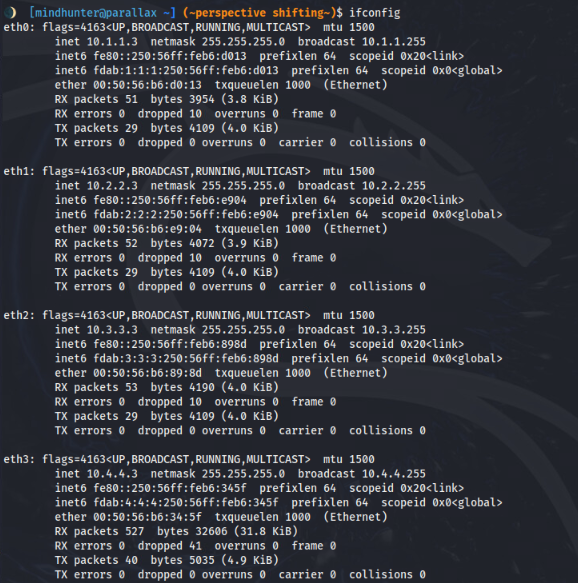 [mindhunter@parallax ~] (~perspective shifting~)$ ifconfig
eth0: flags=4163<UP,BROADCAST,RUNNING,MULTICAST>  mtu 1500
        inet 10.1.1.3  netmask 255.255.255.0  broadcast 10.1.1.255
        inet6 fe80::250:56ff:feb6:d013  prefixlen 64  scopeid 0x20<link>
        inet6 fdab:1:1:1:250:56ff:feb6:d013  prefixlen 64  scopeid 0x0<global>
        ether 00:50:56:b6:d0:13  txqueuelen 1000  (Ethernet)
        RX packets 51  bytes 3954 (3.8 KiB)
        RX errors 0  dropped 10  overruns 0  frame 0
        TX packets 29  bytes 4109 (4.0 KiB)
        TX errors 0  dropped 0 overruns 0  carrier 0  collisions 0

eth1: flags=4163<UP,BROADCAST,RUNNING,MULTICAST>  mtu 1500
        inet 10.2.2.3  netmask 255.255.255.0  broadcast 10.2.2.255
        inet6 fe80::250:56ff:feb6:e904  prefixlen 64  scopeid 0x20<link>
        inet6 fdab:2:2:2:250:56ff:feb6:e904  prefixlen 64  scopeid 0x0<global>
        ether 00:50:56:b6:e9:04  txqueuelen 1000  (Ethernet)
        RX packets 52  bytes 4072 (3.9 KiB)
        RX errors 0  dropped 10  overruns 0  frame 0
        TX packets 29  bytes 4109 (4.0 KiB)
        TX errors 0  dropped 0 overruns 0  carrier 0  collisions 0

eth2: flags=4163<UP,BROADCAST,RUNNING,MULTICAST>  mtu 1500
        inet 10.3.3.3  netmask 255.255.255.0  broadcast 10.3.3.255
        inet6 fe80::250:56ff:feb6:898d  prefixlen 64  scopeid 0x20<link>
        inet6 fdab:3:3:3:250:56ff:feb6:898d  prefixlen 64  scopeid 0x0<global>
        ether 00:50:56:b6:89:8d  txqueuelen 1000  (Ethernet)
        RX packets 53  bytes 4190 (4.0 KiB)
        RX errors 0  dropped 10  overruns 0  frame 0
        TX packets 29  bytes 4109 (4.0 KiB)
        TX errors 0  dropped 0 overruns 0  carrier 0  collisions 0

eth3: flags=4163<UP,BROADCAST,RUNNING,MULTICAST>  mtu 1500
        inet 10.4.4.3  netmask 255.255.255.0  broadcast 10.4.4.255
        inet6 fe80::250:56ff:feb6:345f  prefixlen 64  scopeid 0x20<link>
        inet6 fdab:4:4:4:250:56ff:feb6:345f  prefixlen 64  scopeid 0x0<global>
        ether 00:50:56:b6:34:5f  txqueuelen 1000  (Ethernet)
        RX packets 527  bytes 32606 (31.8 KiB)
        RX errors 0  dropped 41  overruns 0  frame 0
        TX packets 40  bytes 5035 (4.9 KiB)
        TX errors 0  dropped 0 overruns 0  carrier 0  collisions 0